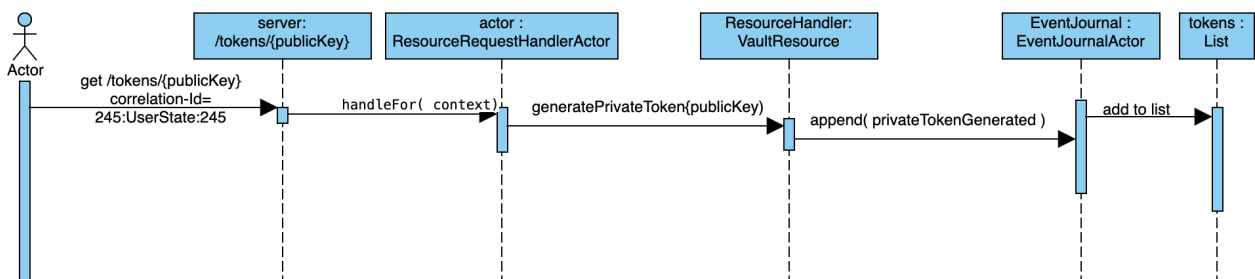 server:
/tokens/{publicKey}
actor :
ResourceRequestHandlerActor
ResourceHandler:
VaultResource
EventJournal :
EventJournalActor
tokens :
List
Actor
get /tokens/{publicKey}
correlation-Id=
245:UserState:245
handleFor( context)
generatePrivateToken{publicKey)
append( privateTokenGenerated )
add to list